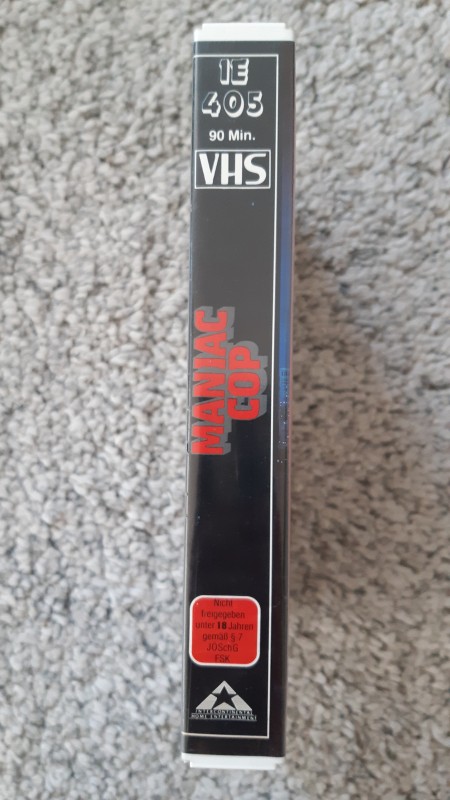 1E
405
90 Min.
VHS
MANIAC
COP
Nicht
freigegeben
unter 18 Jahren
gemäß § 7
JÖSchG
FSK
INTERCONTINENTAL
HOME ENTERTAINMENT